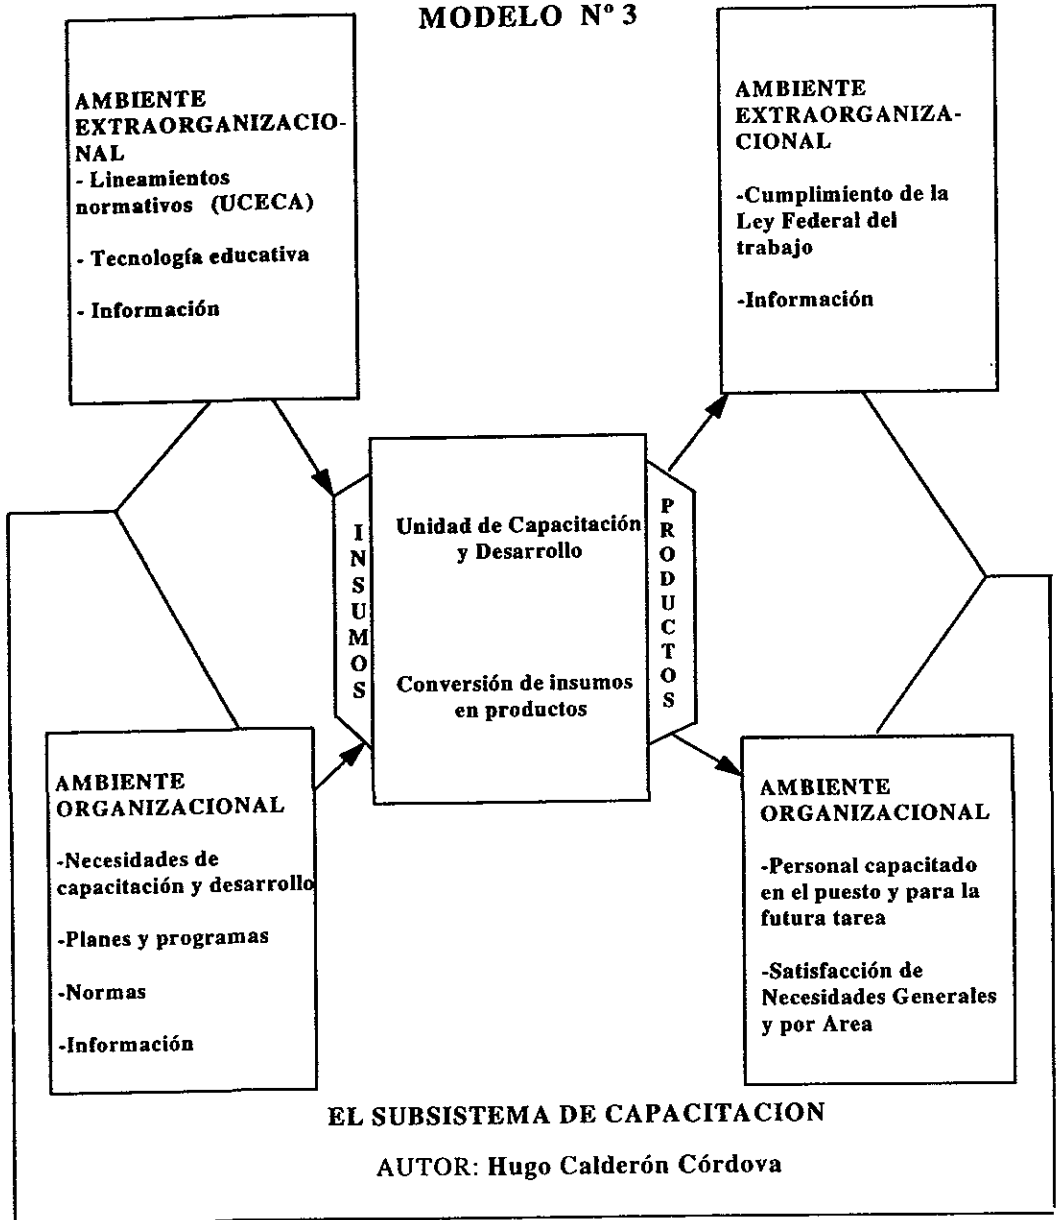 MODELO Nº 3
AMBIENTE
EXTRAORGANIZACIO-
NAL
- Lineamientos
normativos (UCECA)
- Tecnología educativa
- Información
AMBIENTE
EXTRAORGANIZA-
CIONAL
-Cumplimiento de la
Ley Federal del
trabajo
-Información
INSUMOS
Unidad de Capacitación
y Desarrollo
Conversión de insumos
en productos
PRODUCTOS
AMBIENTE
ORGANIZACIONAL
-Necesidades de
capacitación y desarrollo
-Planes y programas
-Normas
-Información
AMBIENTE
ORGANIZACIONAL
-Personal capacitado
en el puesto y para la
futura tarea
-Satisfacción de
Necesidades Generales
y por Area
EL SUBSISTEMA DE CAPACITACION
AUTOR: Hugo Calderón Córdova